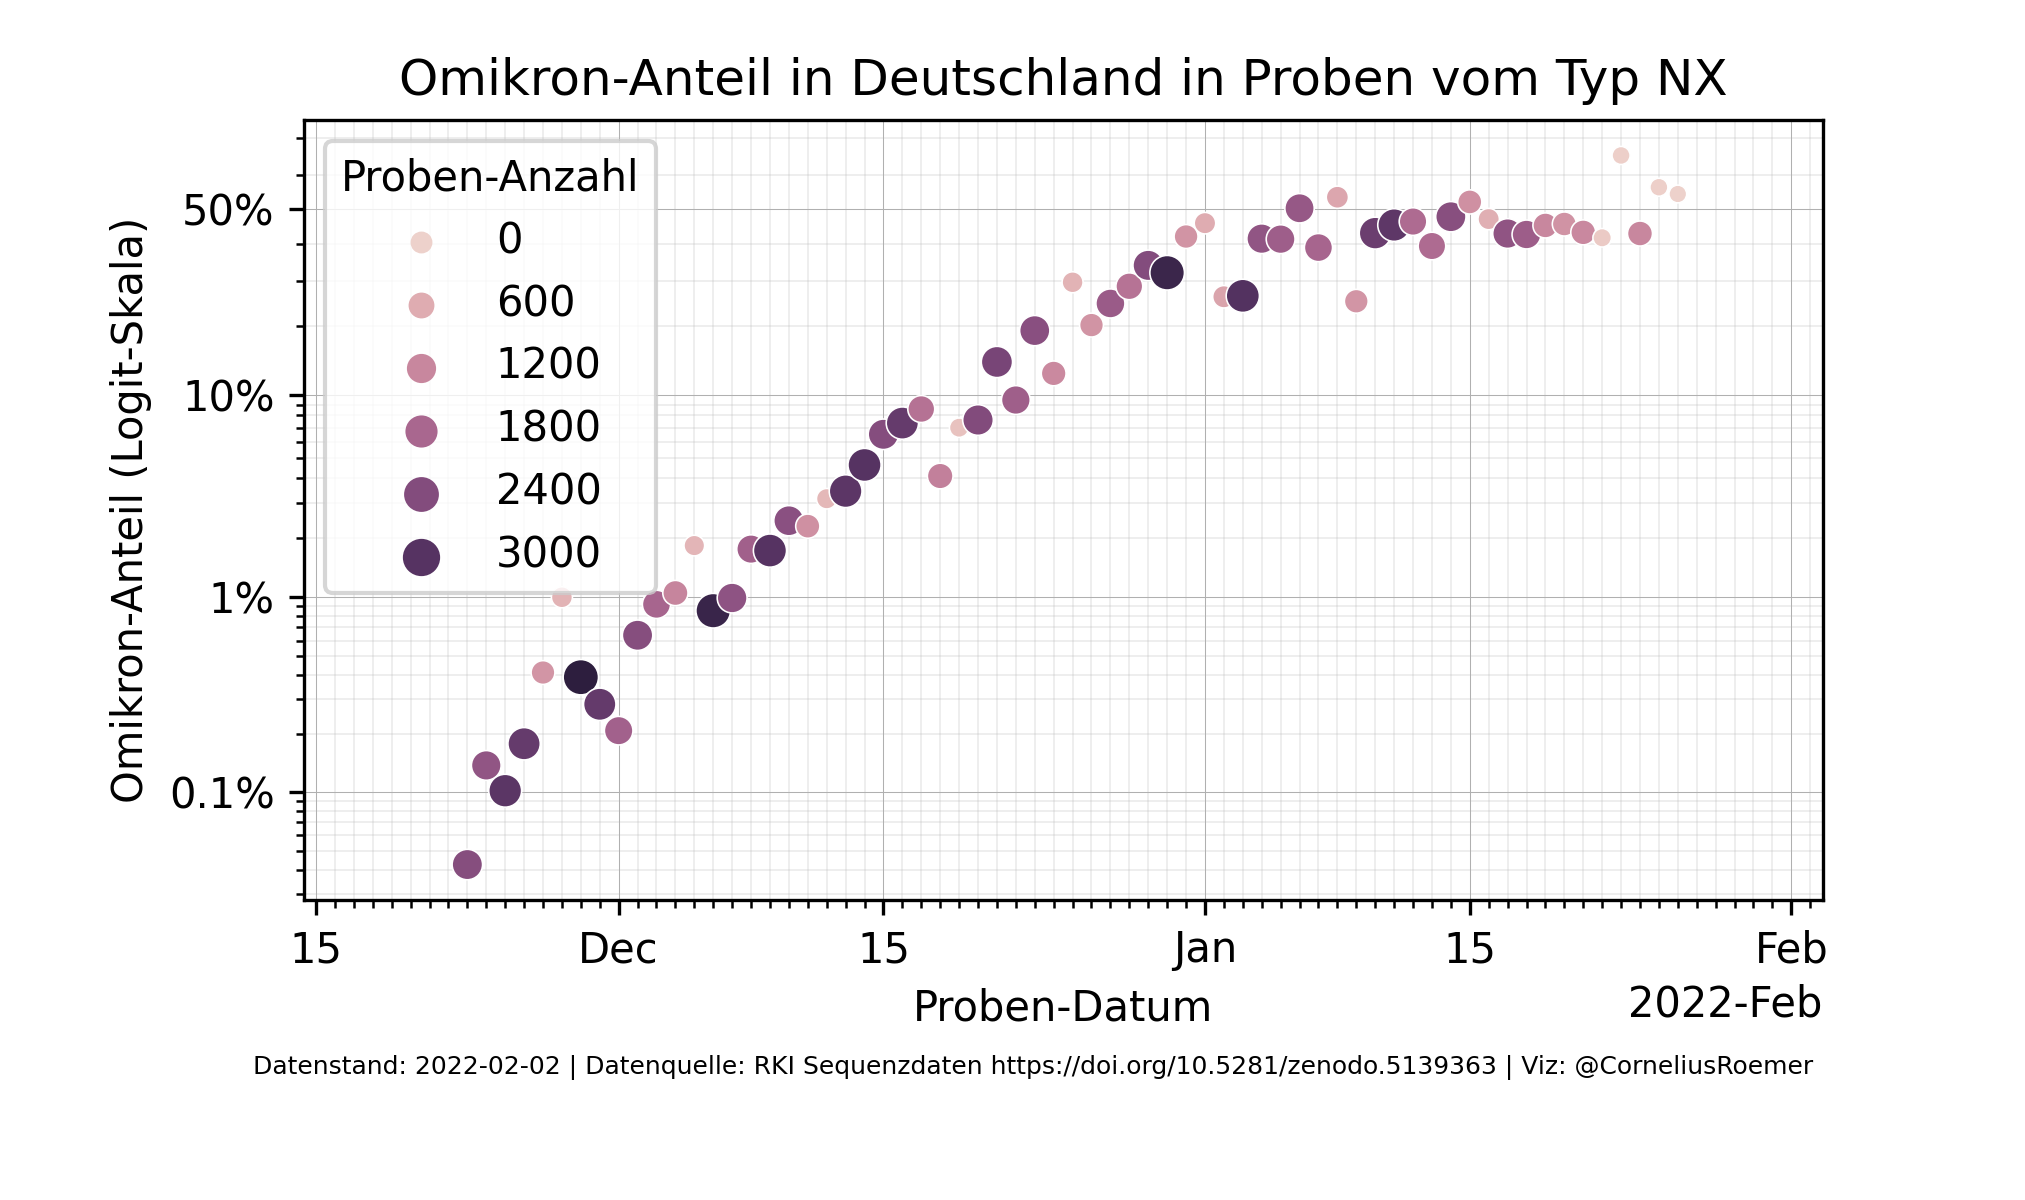 Omikron-Anteil in Deutschland in Proben vom Typ NX
Omikron-Anteil (Logit-Skala)
50%
10%
1%
0.1%
Proben-Anzahl
0
600
1200
1800
2400
3000
15 Dec 15 Jan 15 Feb
Proben-Datum
2022-Feb
Datenstand: 2022-02-02 | Datenquelle: RKI Sequenzdaten https://doi.org/10.5281/zenodo.5139363 | Viz: @CorneliusRoemer